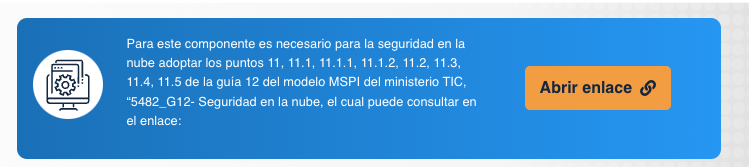 Para este componente es necesario para la seguridad en la
nube adoptar los puntos 11, 11.1, 11.1.1, 11.1.2, 11.2, 11.3,
11.4, 11.5 de la guía 12 del modelo MSPI del ministerio TIC,
“5482_G12- Seguridad en la nube, el cual puede consultar en
el enlace:
Abrir enlace